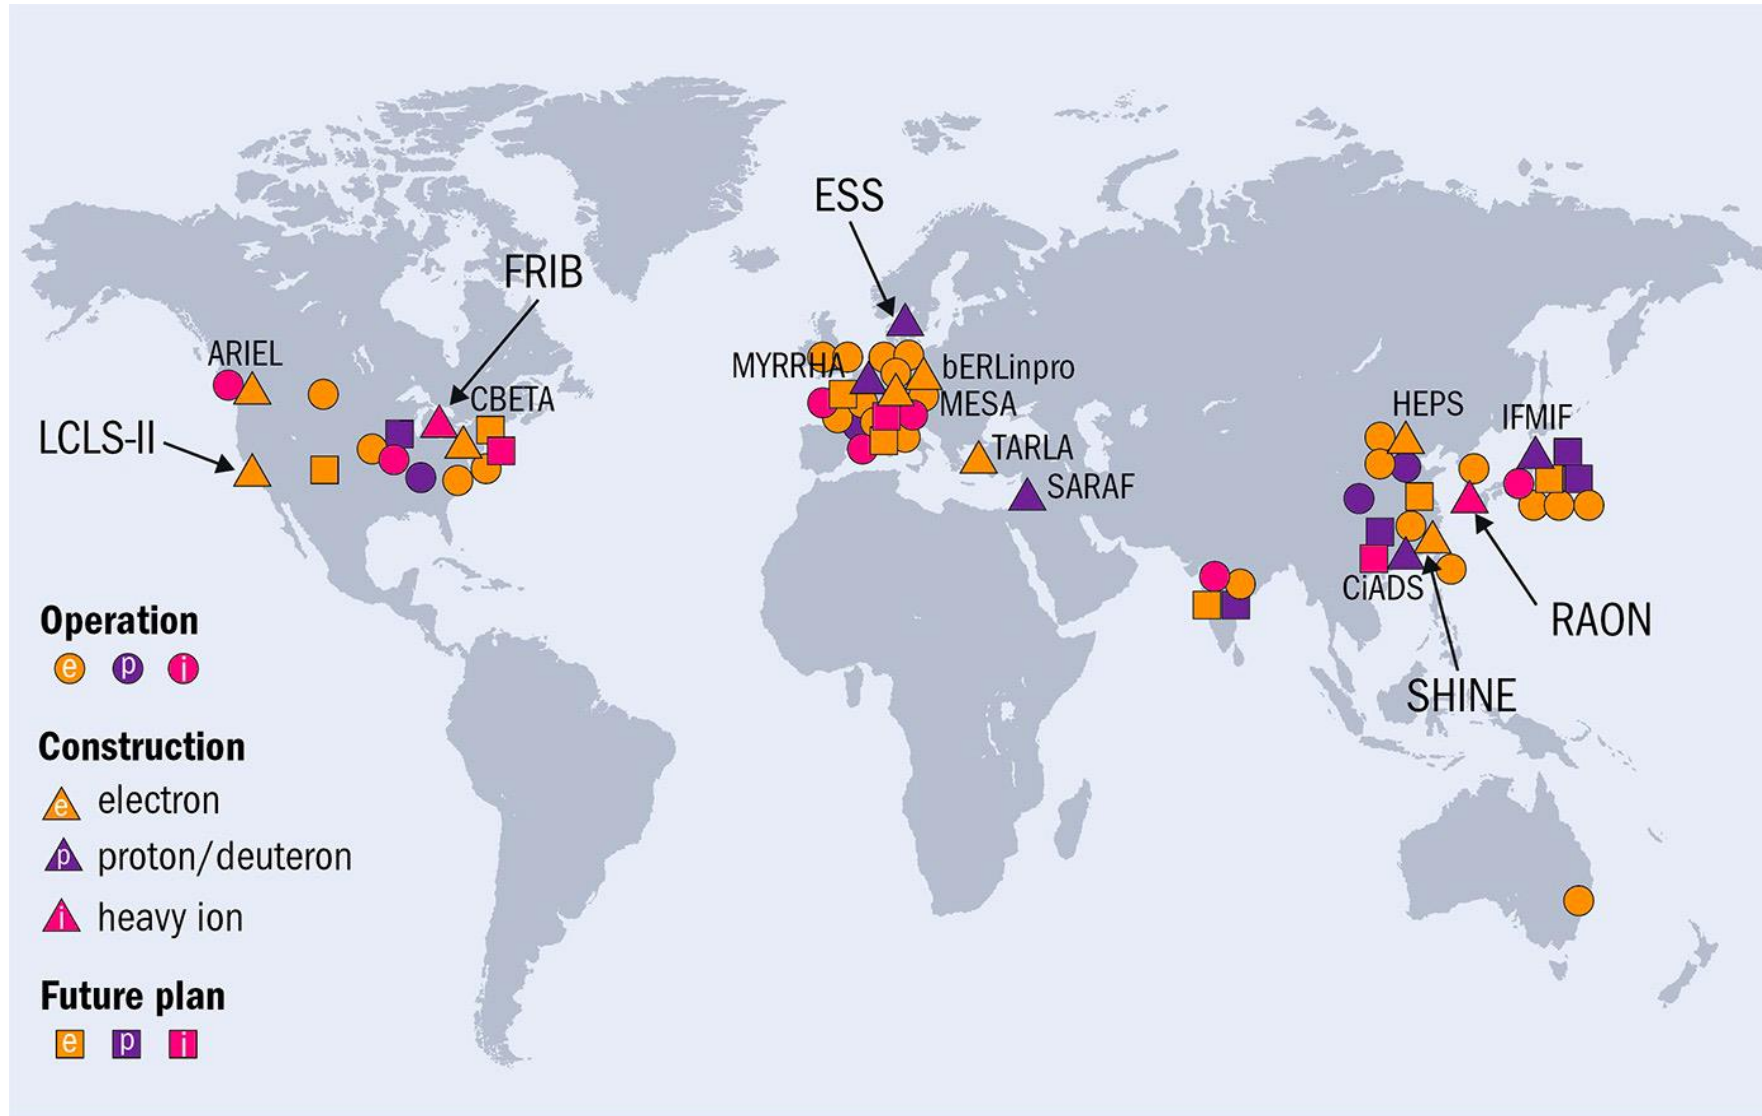 ESS
FRIB
ARIEL
MYRRHA
bERLinpro
CBETA
MESA
HEPS
IFMIF
LCLS-II
TARLA
SARAF
CiADS
RAON
SHINE
Operation
e p i
Construction
e electron
p proton/deuteron
i heavy ion
Future plan
e p i